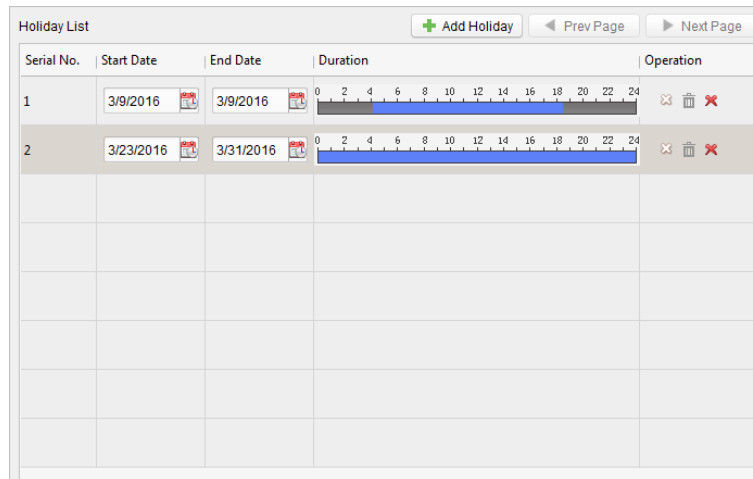 Holiday List Add Holiday Prev Page Next Page
Serial No. Start Date End Date Duration Operation
1 3/9/2016 3/9/2016 0 2 4 6 8 10 12 14 16 18 20 22 24
2 3/23/2016 3/31/2016 0 2 4 6 8 10 12 14 16 18 20 22 24